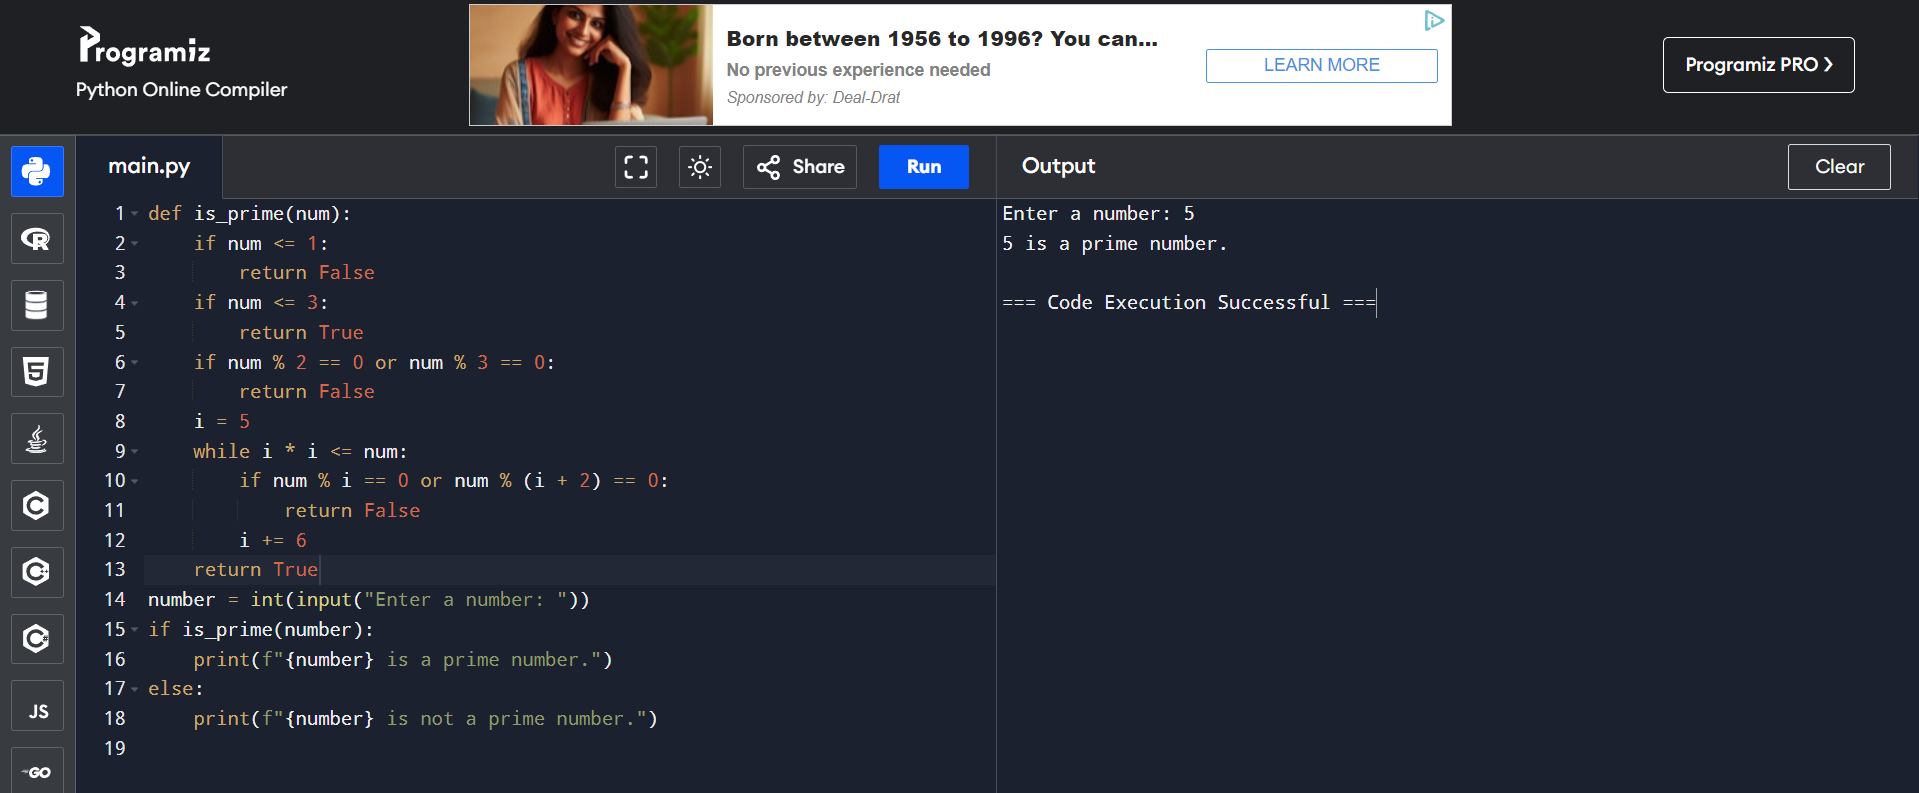 Programiz
Python Online Compiler
Born between 1956 to 1996? You can...
No previous experience needed
Sponsored by: Deal-Drat
LEARN MORE
Programiz PRO ❯
main.py
Share
Run
Output
Clear
1 def is_prime(num):
2     if num <= 1:
3         return False
4     if num <= 3:
5         return True
6     if num % 2 == 0 or num % 3 == 0:
7         return False
8     i = 5
9     while i * i <= num:
10         if num % i == 0 or num % (i + 2) == 0:
11             return False
12         i += 6
13     return True
14 number = int(input("Enter a number: "))
15 if is_prime(number):
16     print(f"{number} is a prime number.")
17 else:
18     print(f"{number} is not a prime number.")
19
Enter a number: 5
5 is a prime number.
=== Code Execution Successful ===
R
5
C
C++
C#
JS
GO